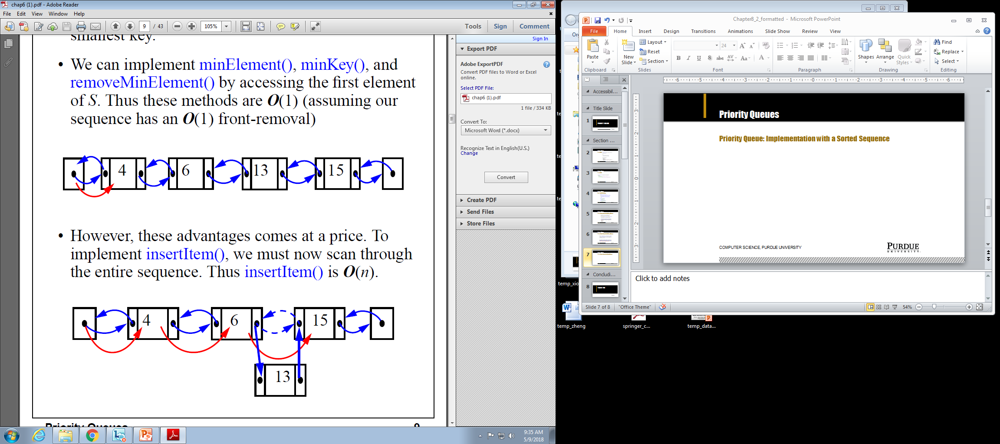 chap6 (1).pdf - Adobe Reader
File Edit View Window Help
9 / 43 105% Tools Sign Comment
smallest key.
• We can implement minElement(), minKey(), and
removeMinElement() by accessing the first element
of S. Thus these methods are O(1) (assuming our
sequence has an O(1) front-removal)
4 6 13 15
• However, these advantages comes at a price. To
implement insertItem(), we must now scan through
the entire sequence. Thus insertItem() is O(n).
4 6 15
13
Priority Queues 9
Sign In
Export PDF
Adobe ExportPDF
Convert PDF files to Word or Excel
online.
Select PDF File:
chap6 (1).pdf
1 file / 334 KB
Convert To:
Microsoft Word (*.docx)
Recognize Text in English(U.S.)
Change
Convert
Create PDF
Send Files
Store Files
9:35 AM
5/9/2018
Chapter8_2_formatted - Microsoft PowerPoint
File Home Insert Design Transitions Animations Slide Show Review View
Paste
Clipboard
New
Slide
Layout
Reset
Section
Slides
24
B I U S abc AV Aa A
Font
Paragraph
Shapes Arrange Quick
Styles
Drawing
Find
Replace
Select
Editing
Accessibil...
Title Slide
1
Section ...
2
3
4
5
6
7
Concludi...
8
Priority Queues
Priority Queue: Implementation with a Sorted Sequence
COMPUTER SCIENCE, PURDUE UNIVERSITY
PURDUE
UNIVERSITY
Click to add notes
Slide 7 of 8 "Office Theme" 54%
temp_xio
temp_zheng springer_c... temp_data...